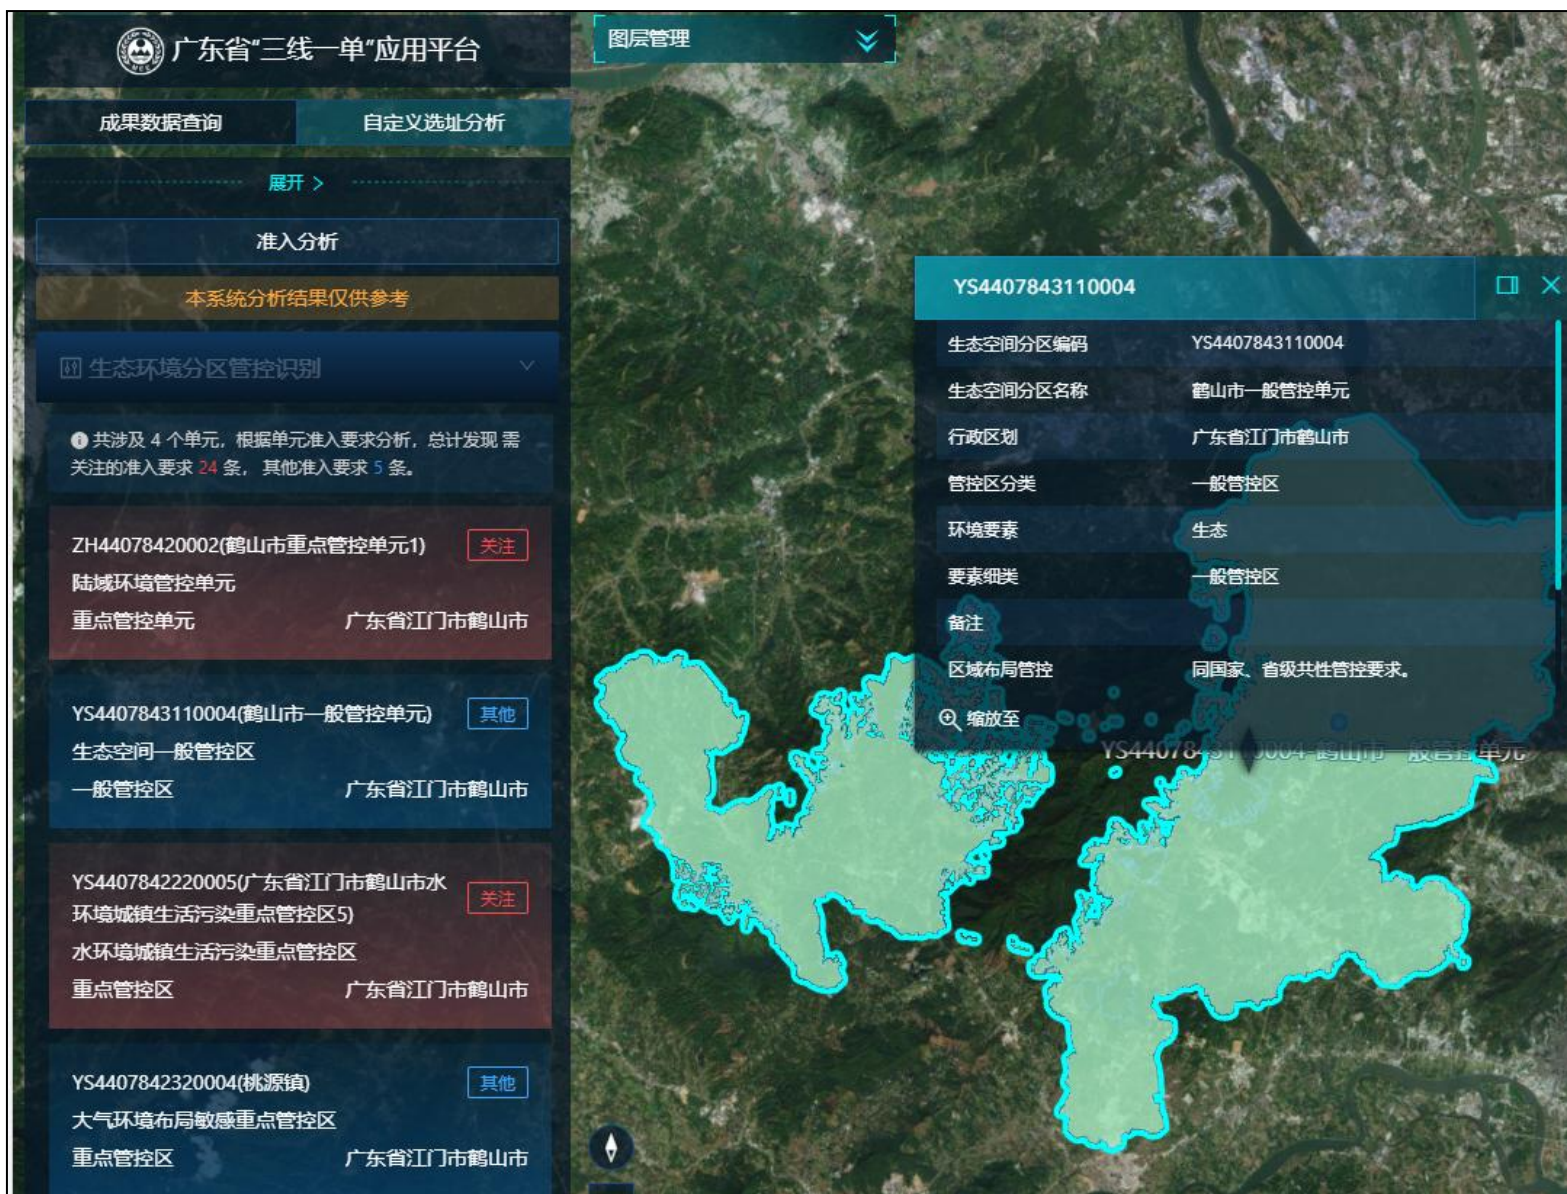 广东省“三线一单”应用平台
图层管理
成果数据查询
自定义选址分析
展开 >
准入分析
本系统分析结果仅供参考
生态环境分区管控识别
共涉及 4 个单元，根据单元准入要求分析，总计发现 需
关注的准入要求 24 条， 其他准入要求 5 条。
ZH44078420002(鹤山市重点管控单元1)
关注
陆域环境管控单元
重点管控单元
广东省江门市鹤山市
YS4407843110004(鹤山市一般管控单元)
其他
生态空间一般管控区
一般管控区
广东省江门市鹤山市
YS4407842220005(广东省江门市鹤山市水
环境城镇生活污染重点管控区5)
关注
水环境城镇生活污染重点管控区
重点管控区
广东省江门市鹤山市
YS4407842320004(桃源镇)
其他
大气环境布局敏感重点管控区
重点管控区
广东省江门市鹤山市
YS4407843110004
生态空间分区编码 YS4407843110004
生态空间分区名称 鹤山市一般管控单元
行政区划 广东省江门市鹤山市
管控区分类 一般管控区
环境要素 生态
要素细类 一般管控区
备注
区域布局管控 同国家、省级共性管控要求。
缩放至
YS4407843110004-鹤山市一般管控单元